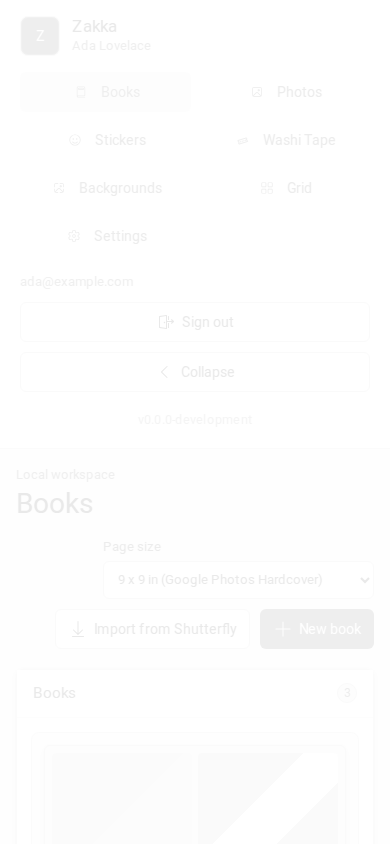 Z
Zakka
Ada Lovelace
Books
Photos
Stickers
Washi Tape
Backgrounds
Grid
Settings
ada@example.com
Sign out
Collapse
v0.0.0-development
Local workspace
Books
Page size
9 x 9 in (Google Photos Hardcover)
Import from Shutterfly
New book
Books
3